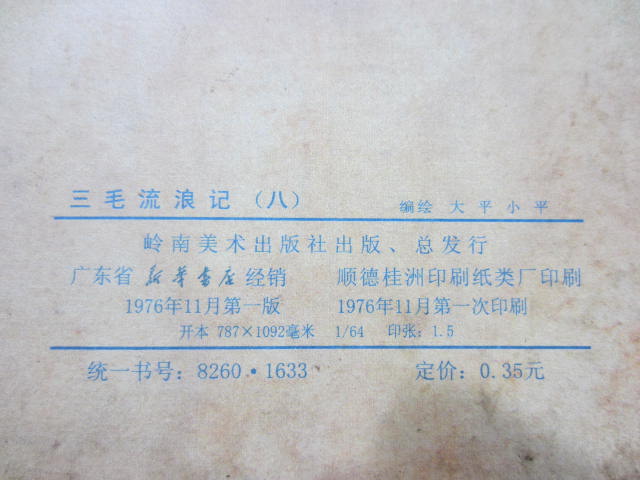 三毛流浪记（八） 编绘 大平小平
岭南美术出版社出版、总发行
广东省新华书店经销 顺德桂洲印刷纸类厂印刷
1976年11月第一版 1976年11月第一次印刷
开本 787×1092毫米 1/64 印张：1.5
统一书号：8260·1633 定价：0.35元